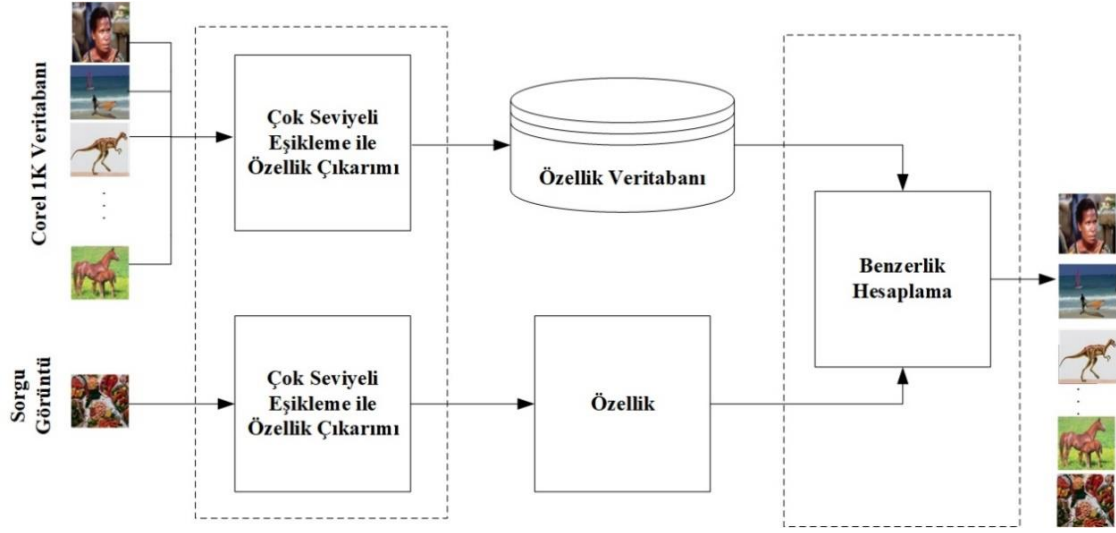 Corel 1K Veritabanı
Çok Seviyeli
Eşikleme ile
Özellik Çıkarımı
Özellik Veritabanı
Benzerlik
Hesaplama
Sorgu
Görüntü
Çok Seviyeli
Eşikleme ile
Özellik Çıkarımı
Özellik